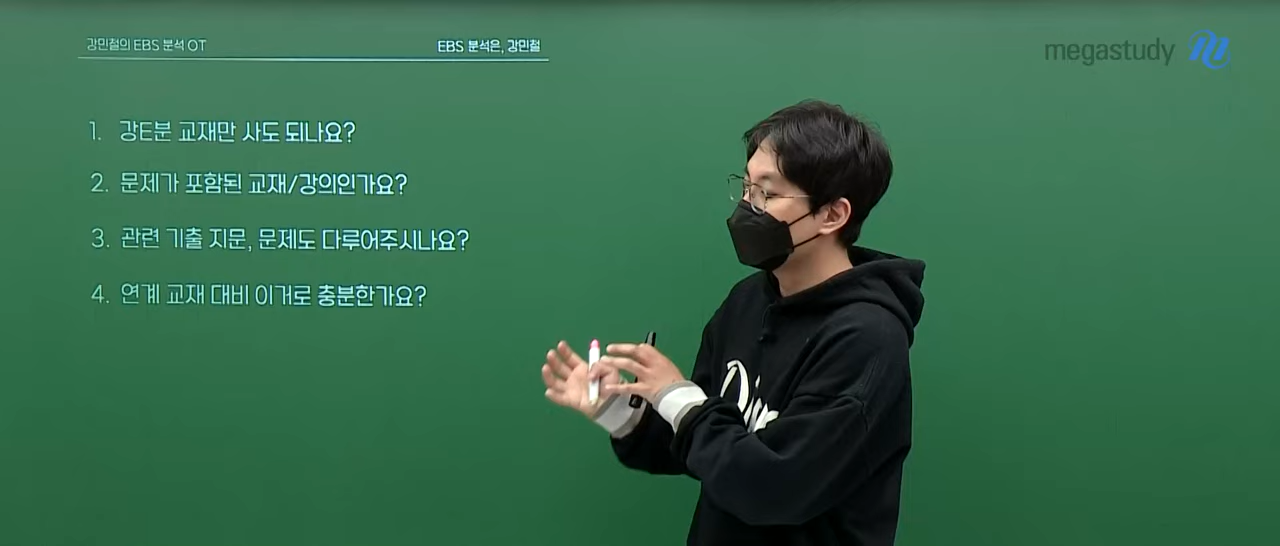 강민철의 EBS 분석 OT
EBS 분석은, 강민철
megastudy
1. 강E분 교재만 사도 되나요?
2. 문제가 포함된 교재/강의인가요?
3. 관련 기출 지문, 문제도 다루어주시나요?
4. 연계 교재 대비 이거로 충분한가요?